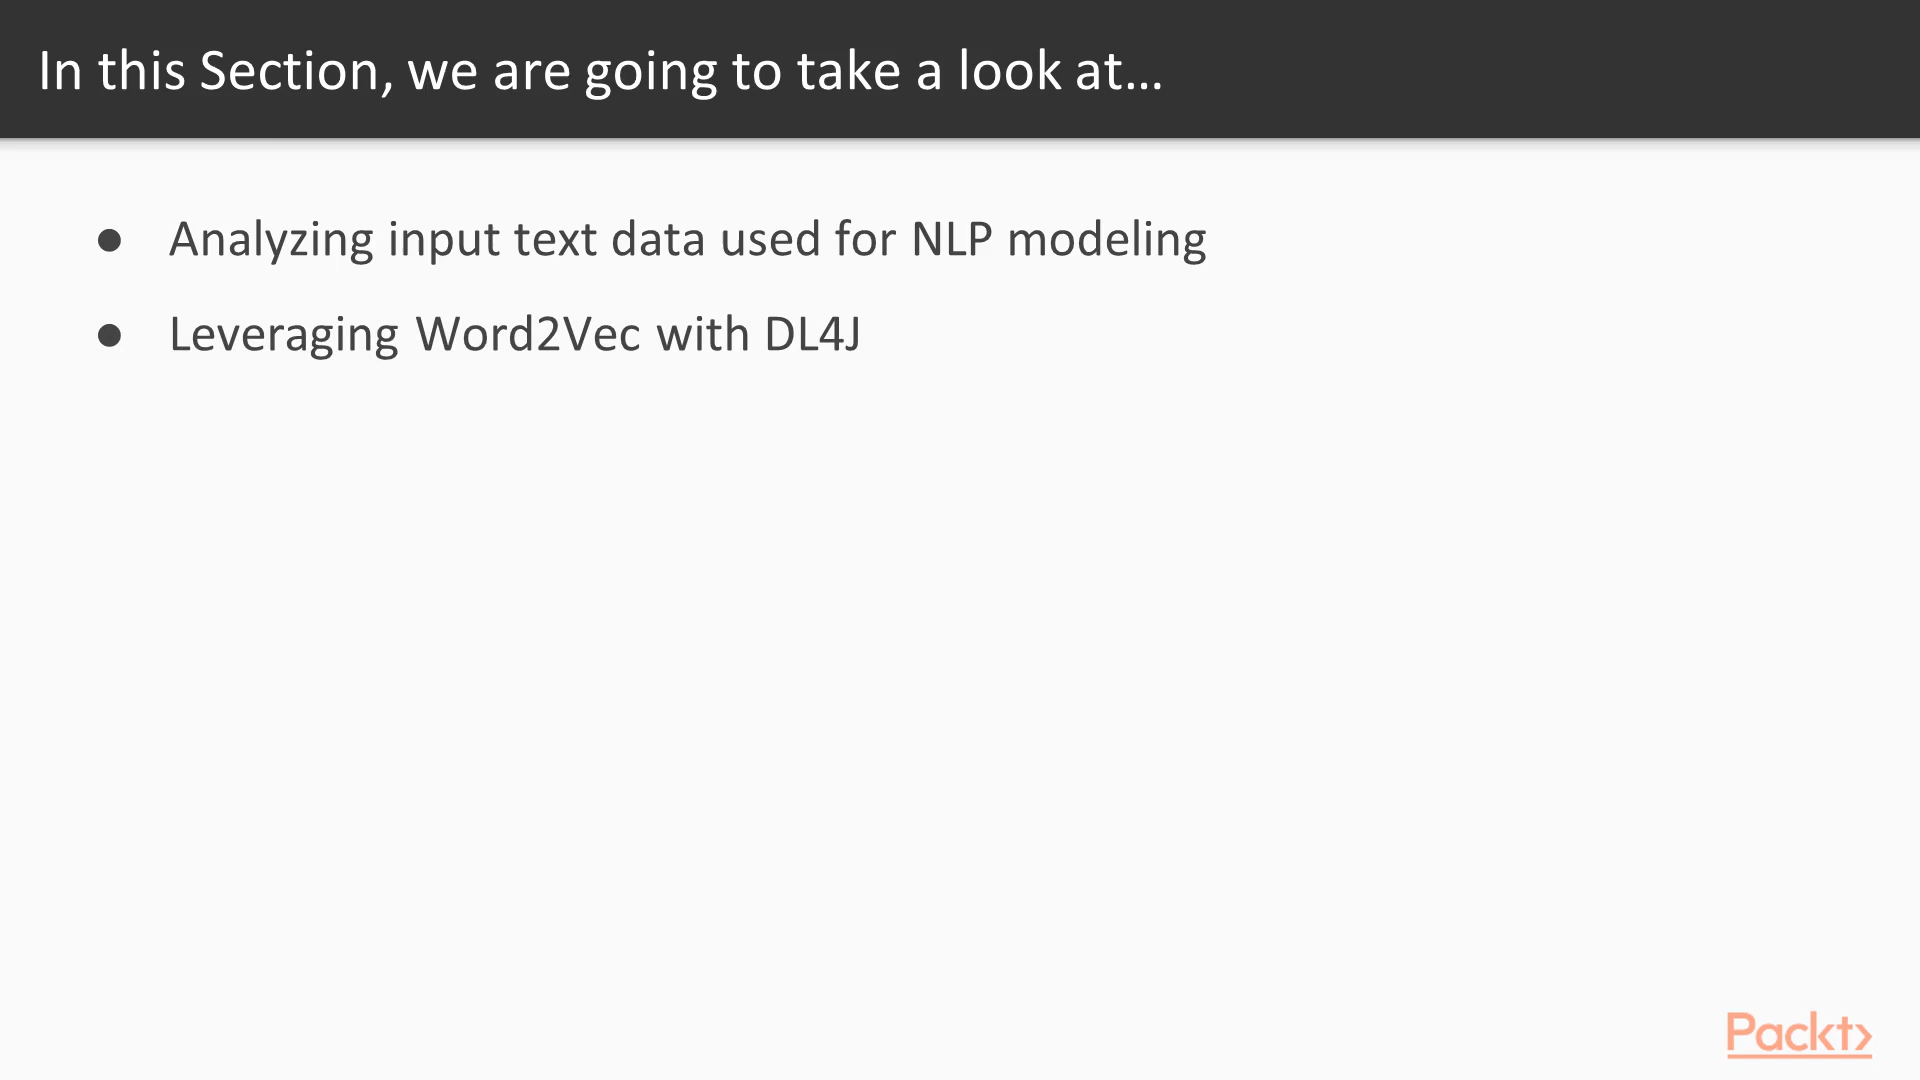 In this Section, we are going to take a look at...
● Analyzing input text data used for NLP modeling
● Leveraging Word2Vec with DL4J
Packt>